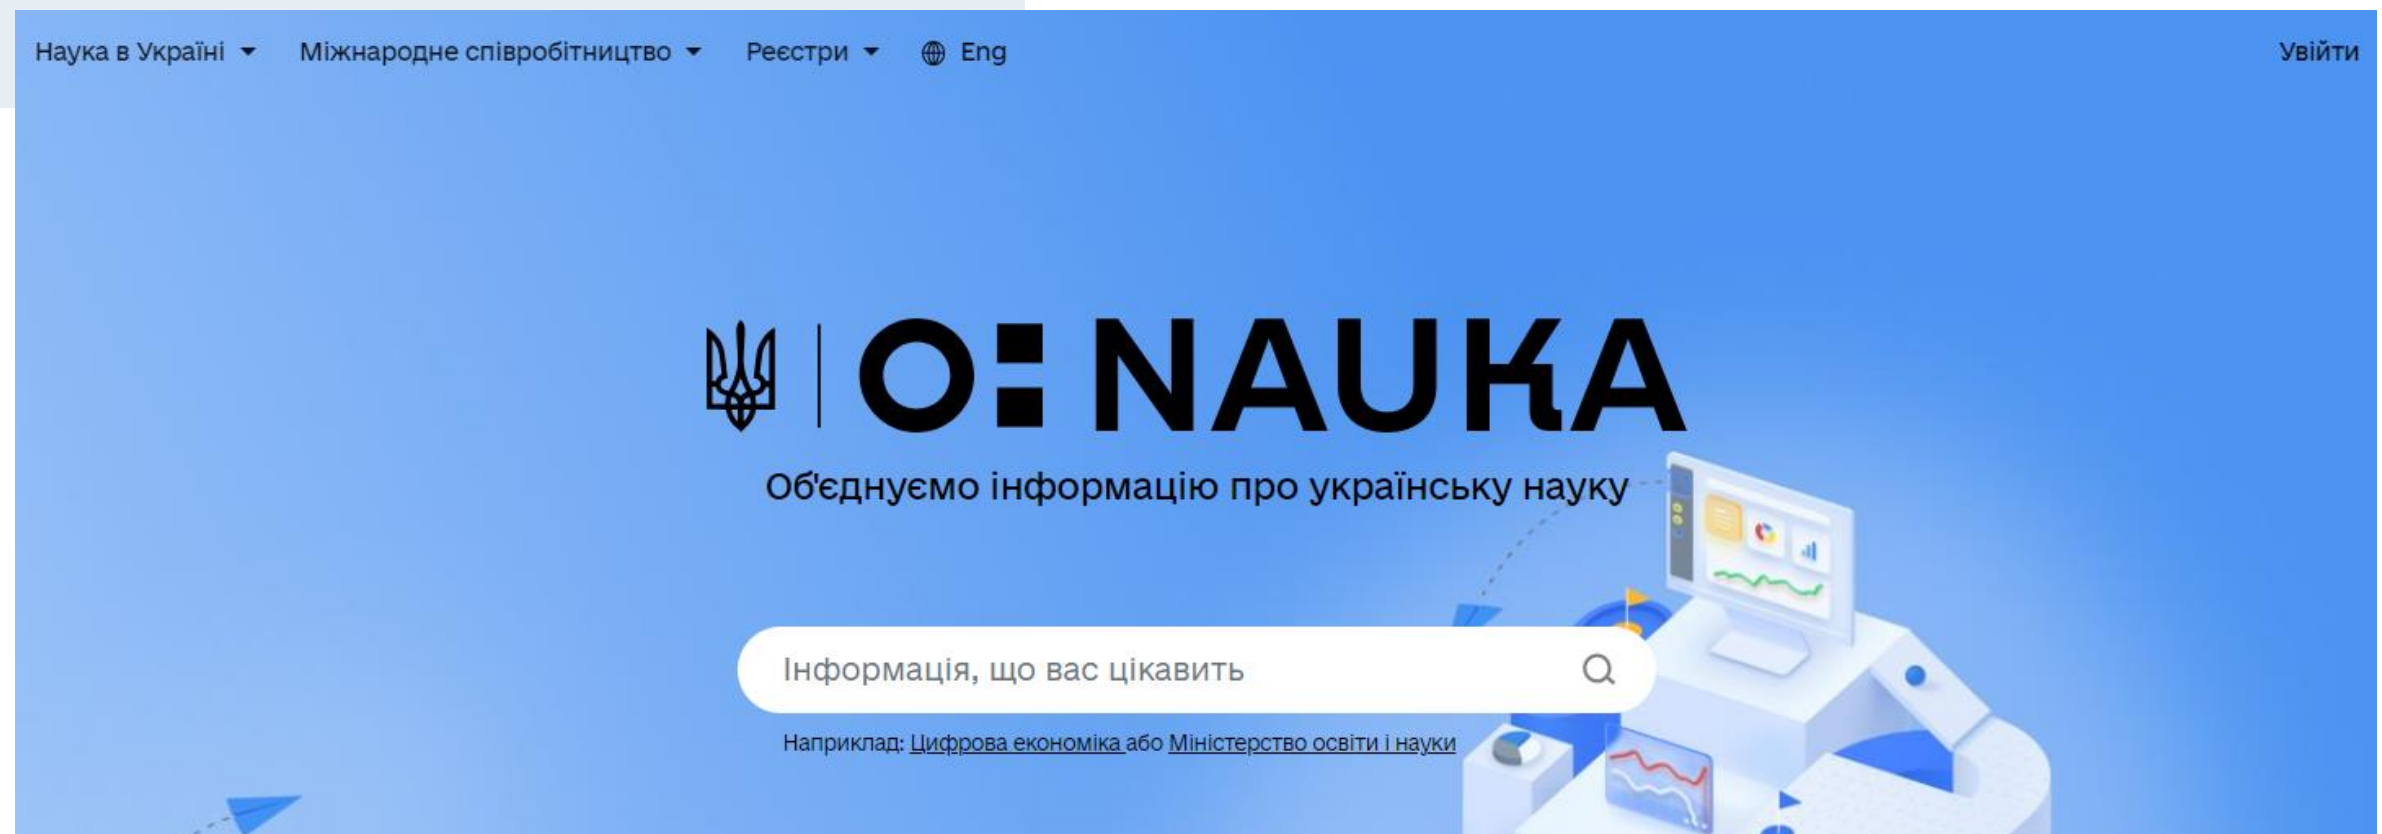 Наука в Україні Міжнародне співробітництво Реєстри Eng Увійти
O: NAUKA
Об'єднуємо інформацію про українську науку
Інформація, що вас цікавить
Наприклад: Цифрова економіка або Міністерство освіти і науки